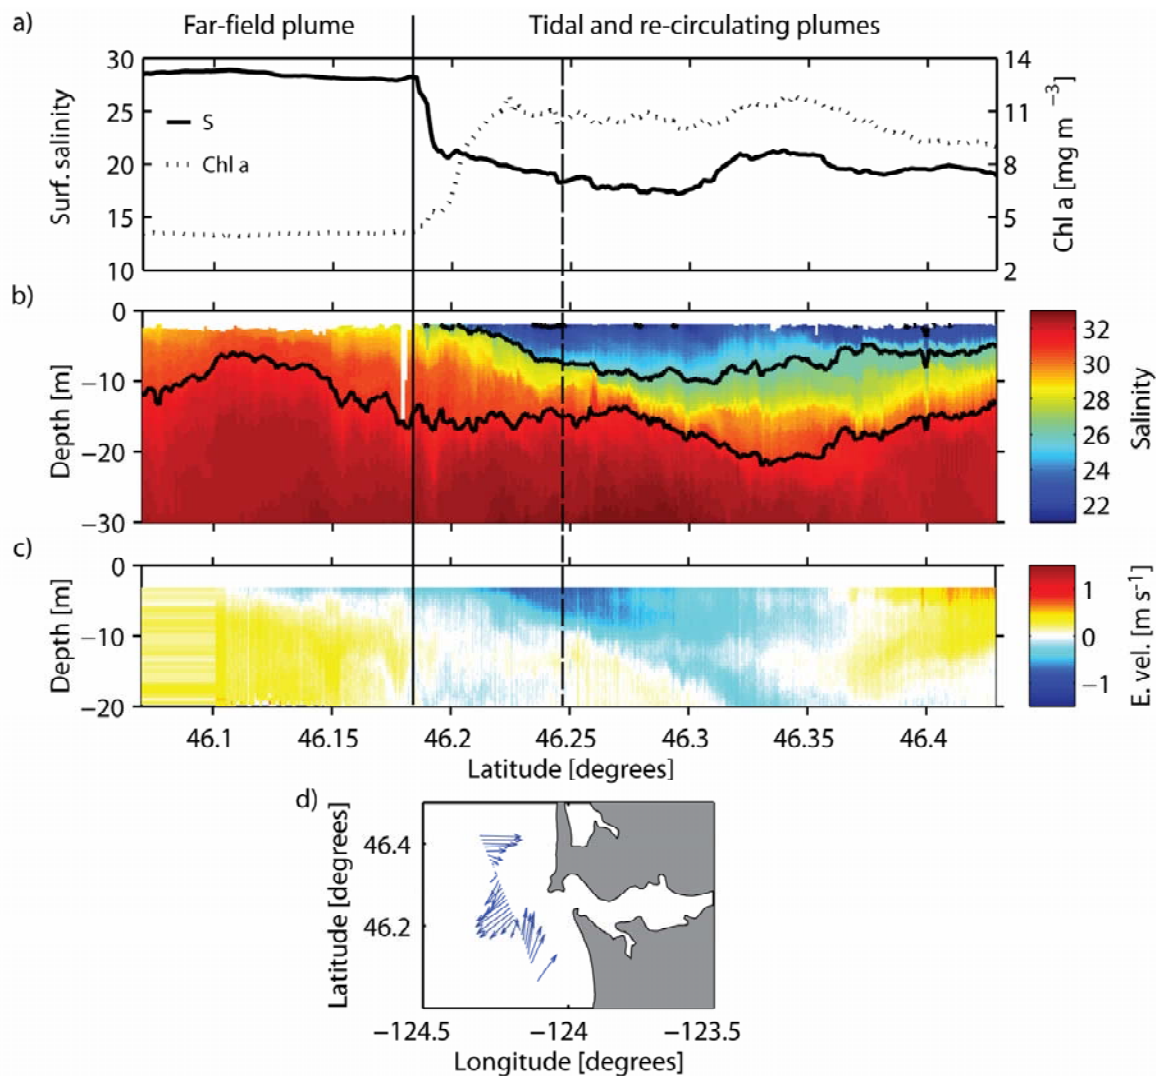 a)
Far-field plume
Tidal and re-circulating plumes
30
25
20
15
10
Surf. salinity
S
Chl a
14
11
8
5
2
Chl a [mg m⁻³]
b)
0
−10
−20
−30
Depth [m]
32
30
28
26
24
22
Salinity
c)
0
−10
−20
Depth [m]
1
0
−1
E. vel. [m s⁻¹]
46.1 46.15 46.2 46.25 46.3 46.35 46.4
Latitude [degrees]
d)
46.4
46.2
Latitude [degrees]
−124.5 −124 −123.5
Longitude [degrees]